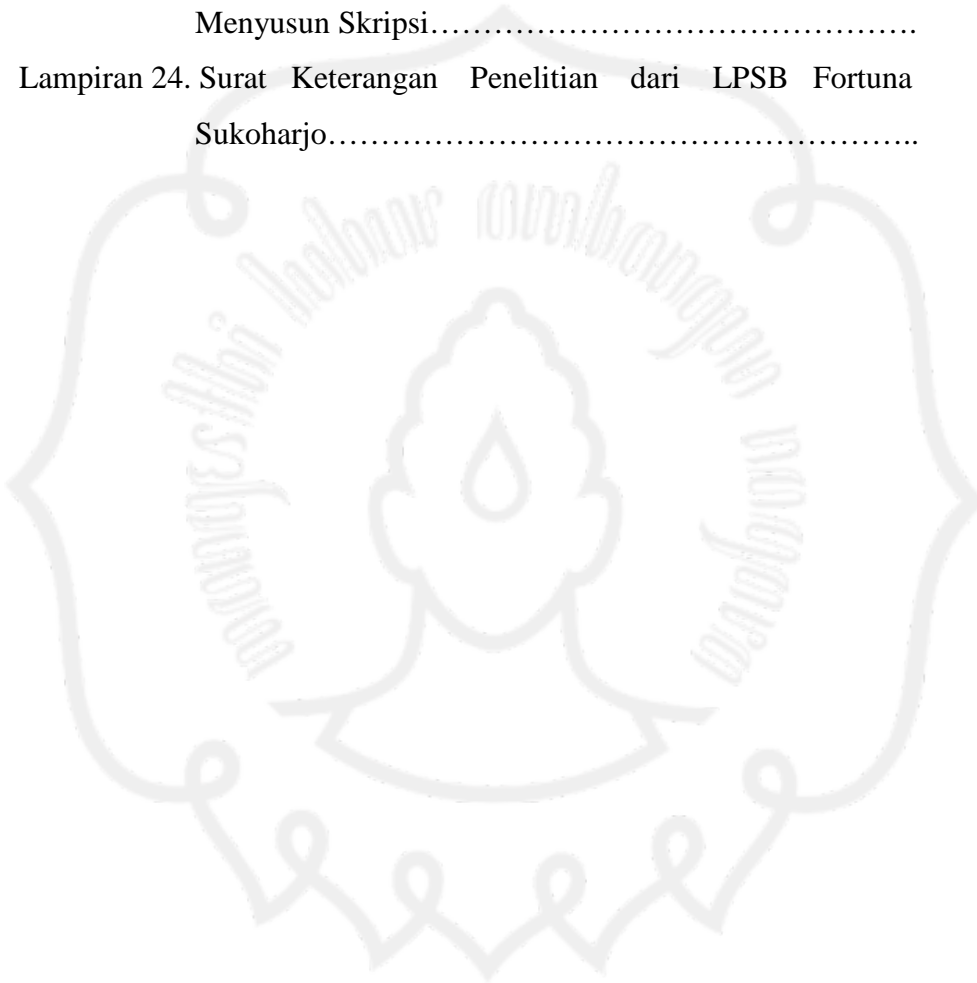 Menyusun Skripsi…………………………………………….
Lampiran 24. Surat Keterangan Penelitian dari LPSB Fortuna
Sukoharjo……………………………………………………..